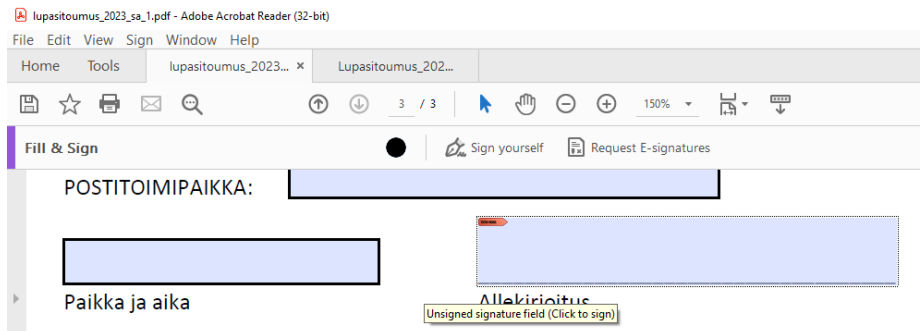 lupasitoumus_2023_sa_1.pdf - Adobe Acrobat Reader (32-bit)
File Edit View Sign Window Help
Home Tools lupasitoumus_2023... × Lupasitoumus_202...
3 / 3 150%
Fill & Sign Sign yourself Request E-signatures
POSTITOIMIPAIKKA:
Paikka ja aika Allekirjoitus
Unsigned signature field (Click to sign)